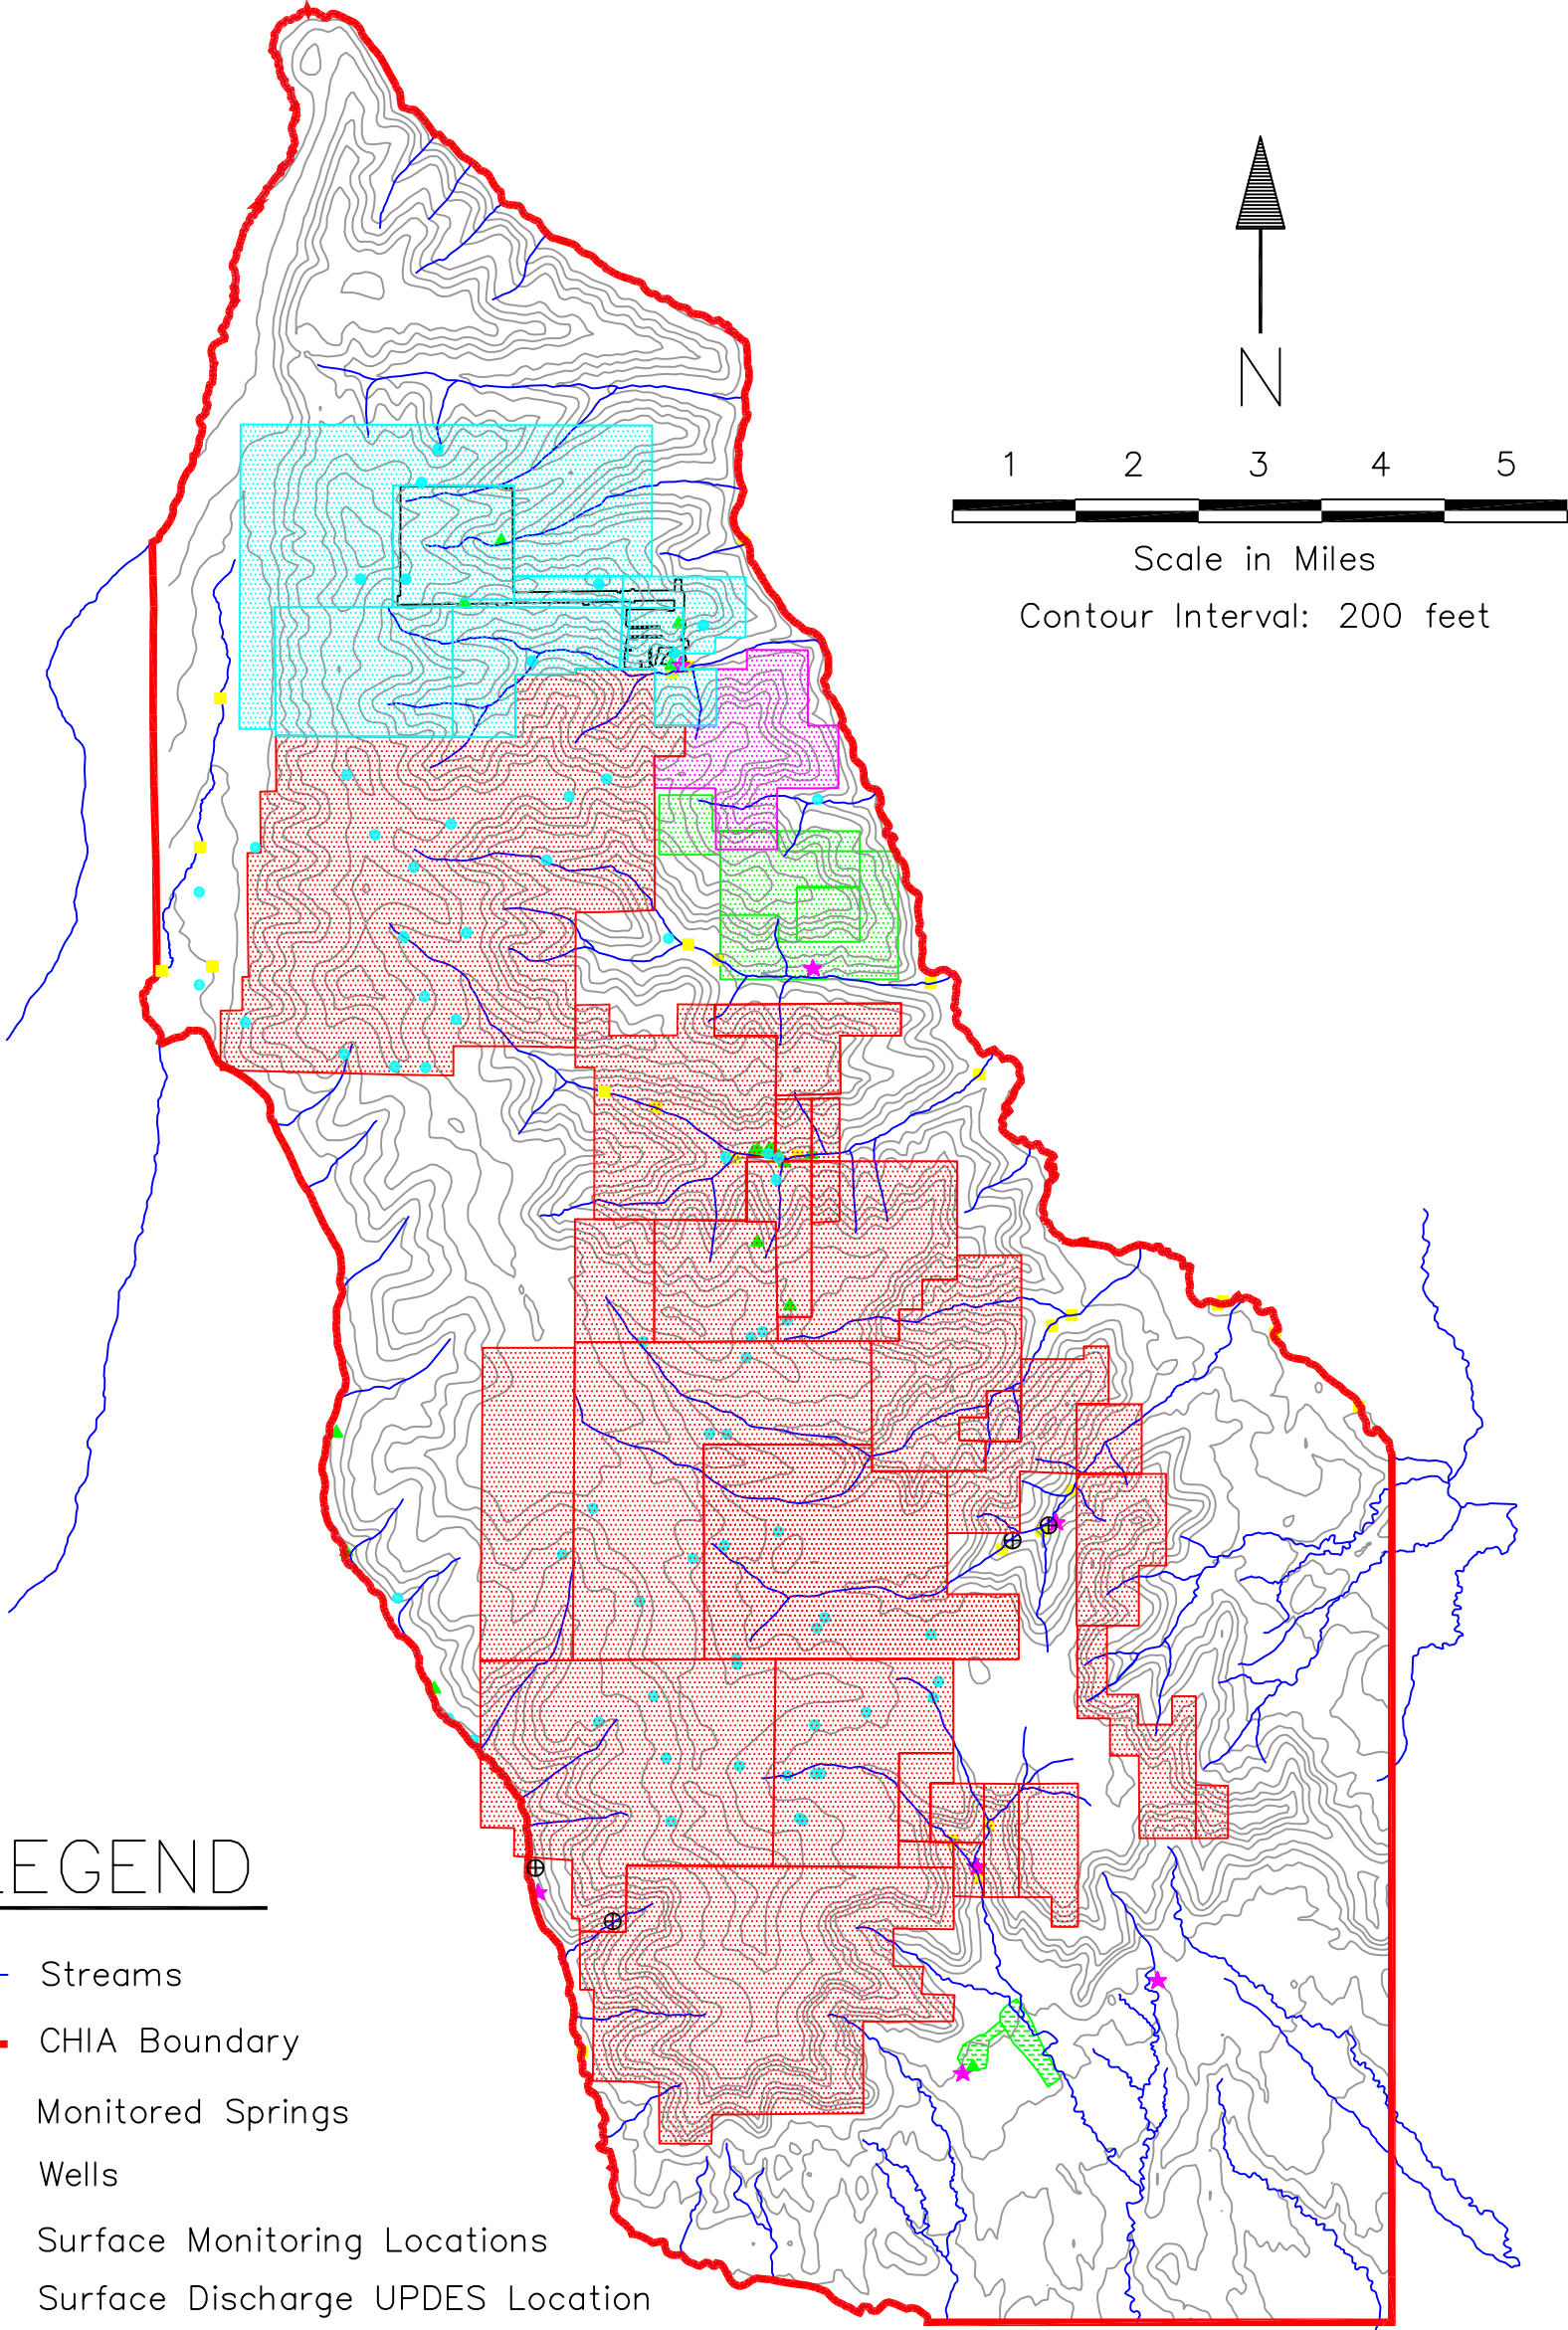 N
1 2 3 4 5
Scale in Miles
Contour Interval: 200 feet
EGEND
Streams
CHIA Boundary
Monitored Springs
Wells
Surface Monitoring Locations
Surface Discharge UPDES Location